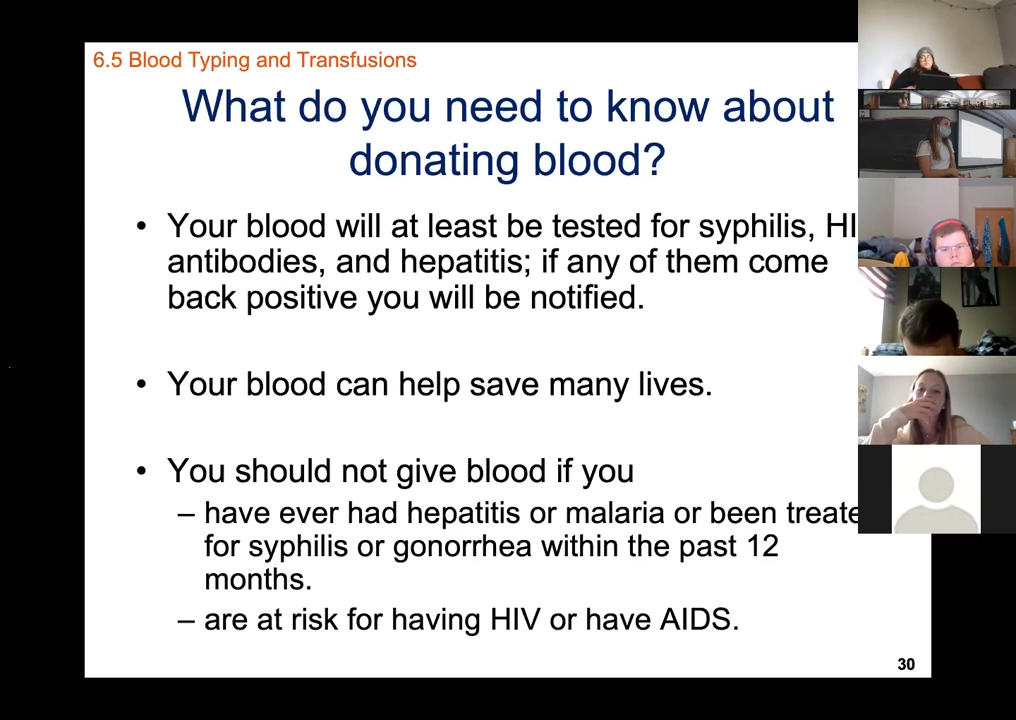 6.5 Blood Typing and Transfusions
What do you need to know about
donating blood?
• Your blood will at least be tested for syphilis, HI
antibodies, and hepatitis; if any of them come
back positive you will be notified.
• Your blood can help save many lives.
• You should not give blood if you
– have ever had hepatitis or malaria or been treate
for syphilis or gonorrhea within the past 12
months.
– are at risk for having HIV or have AIDS.
30